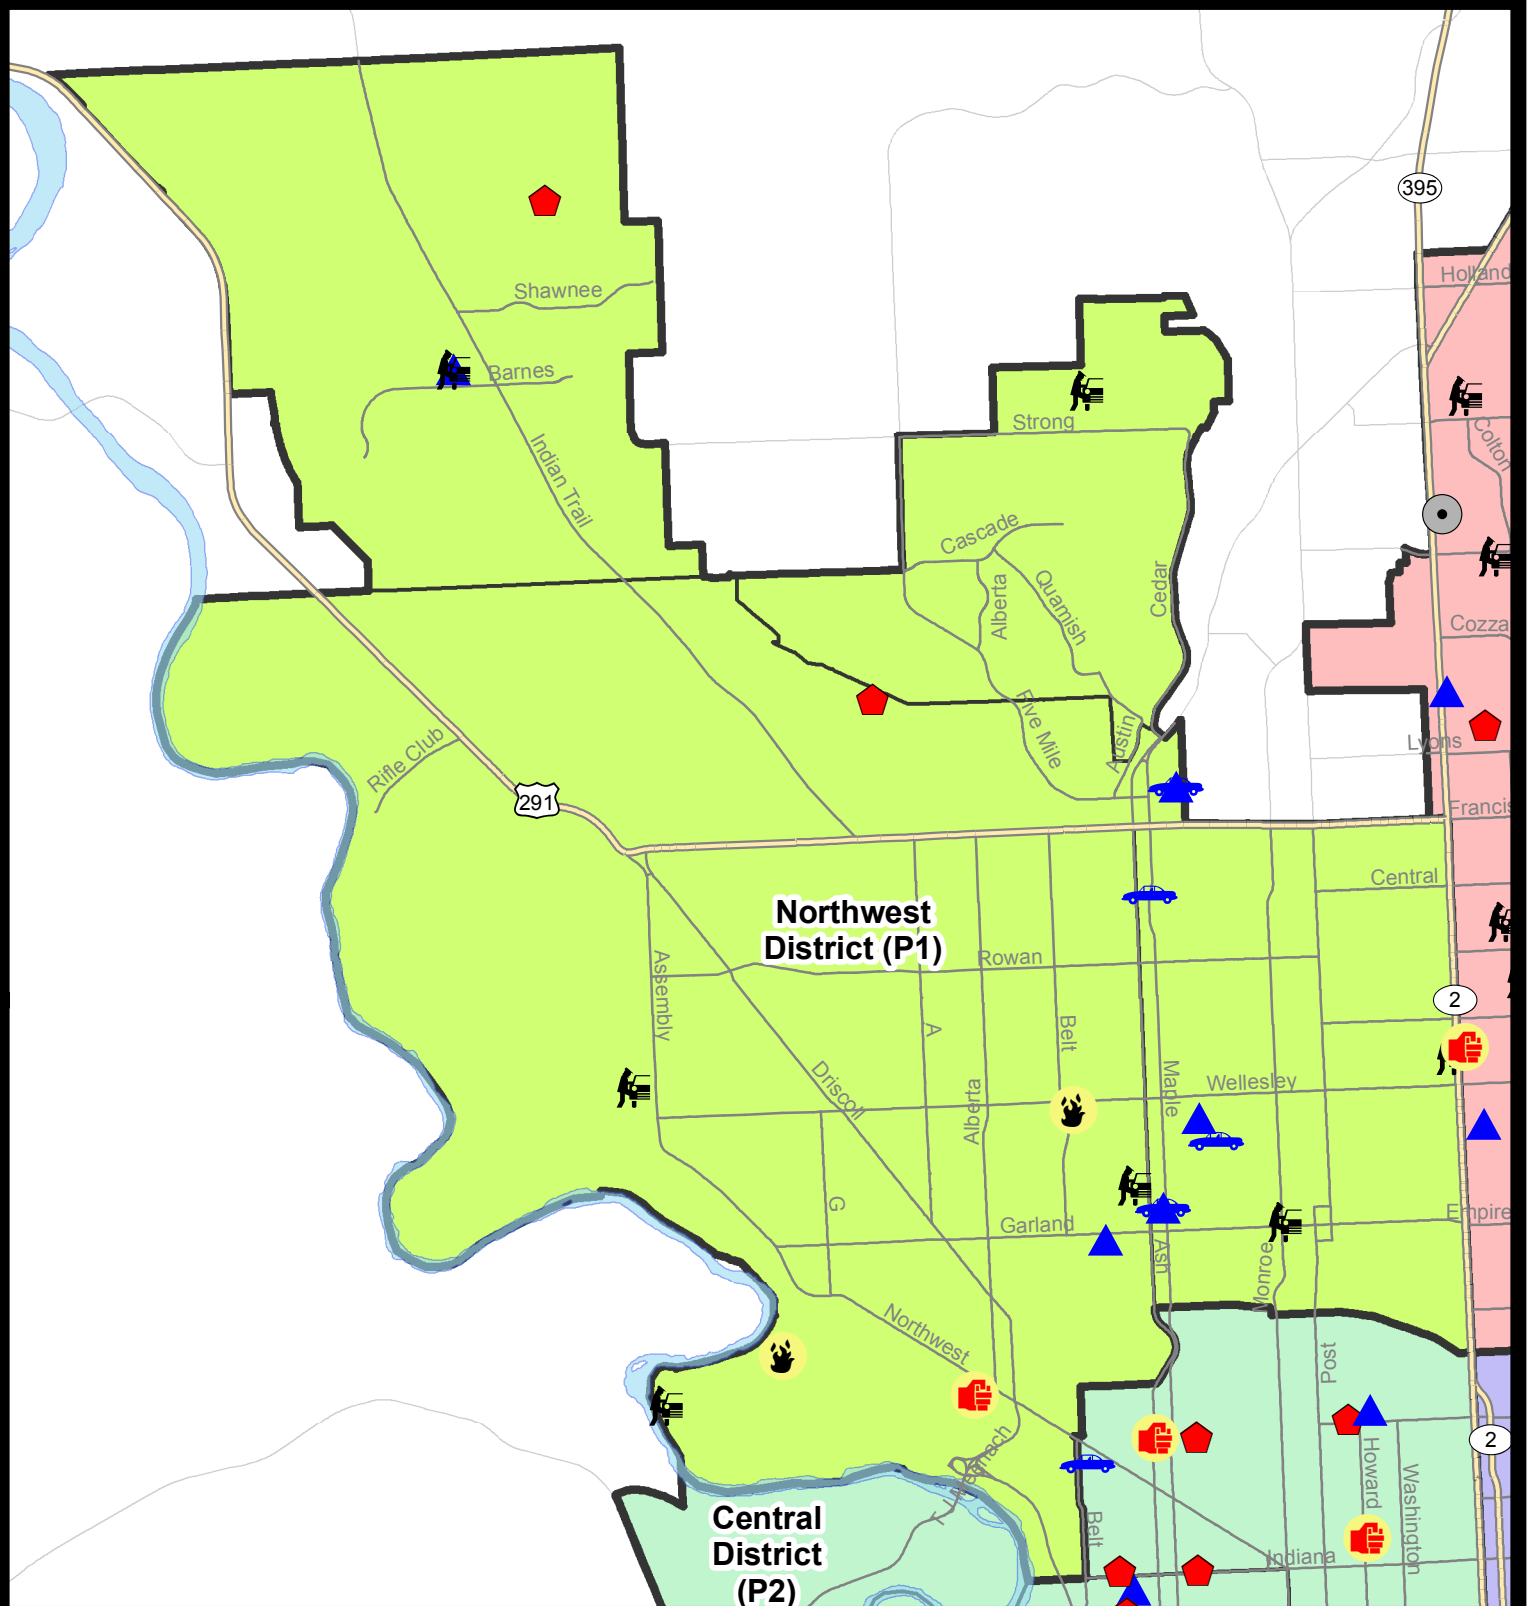 395
Holland
Shawnee
Barnes
Strong
Colton
Indian Trail
Cascade
Alberta
Quamish
Cedar
Cozza
Five Mile
Austin
Lyons
Rifle Club
291
Francis
Central
Northwest
District (P1)
Assembly
Rowan
A
Belt
2
Driscoll
Maple
Wellesley
Alberta
G
Garland
Empire
Ash
Monroe
Northwest
Post
Howard
Washington
2
Central
District
(P2)
Belt
Indiana